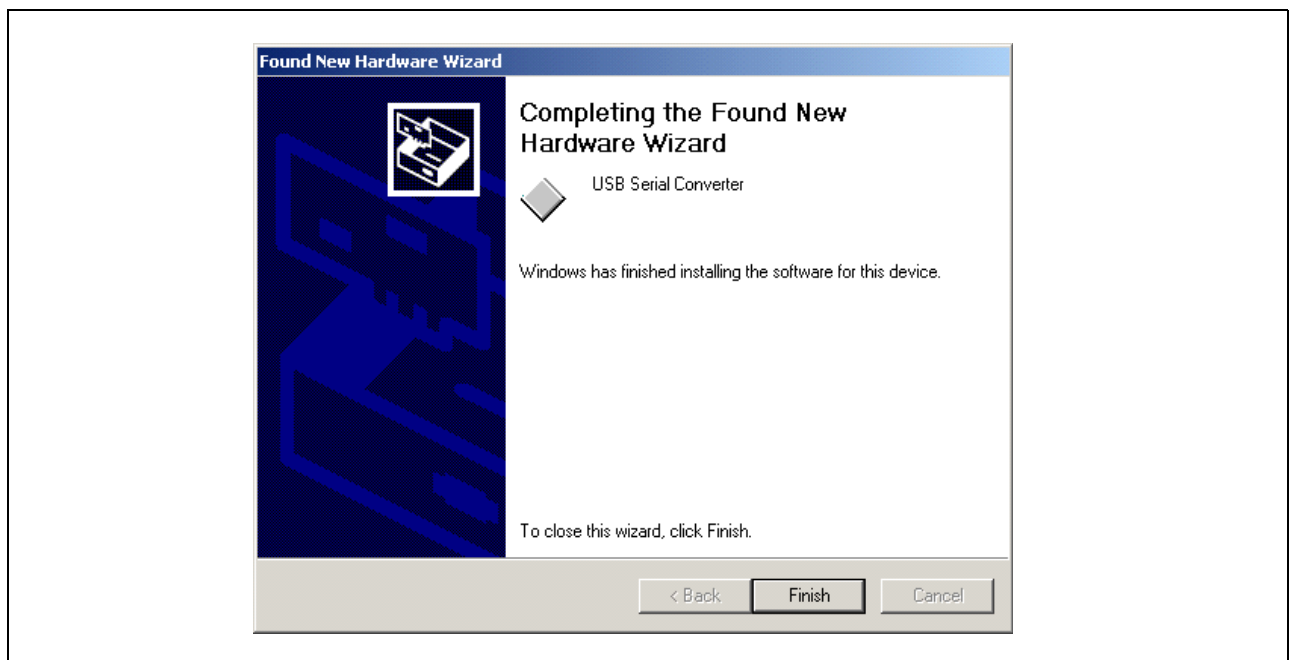 Found New Hardware Wizard
Completing the Found New
Hardware Wizard
USB Serial Converter
Windows has finished installing the software for this device.
To close this wizard, click Finish.
< Back
Finish
Cancel